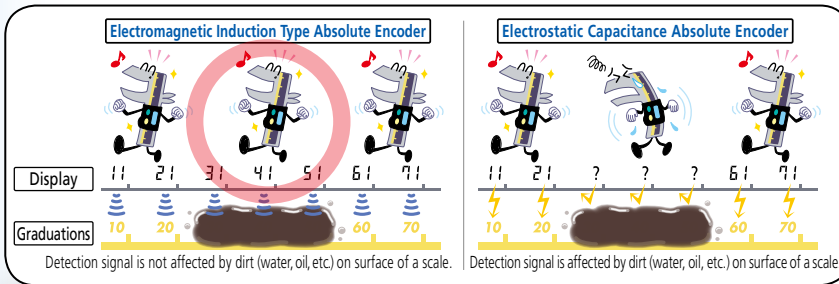 Electromagnetic Induction Type Absolute Encoder
Electrostatic Capacitance Absolute Encoder
Display
11 21 31 41 51 61 71
11 21 ? ? ? 61 71
Graduations
10 20 60 70
10 20 60 70
Detection signal is not affected by dirt (water, oil, etc.) on surface of a scale.
Detection signal is affected by dirt (water, oil, etc.) on surface of a scale